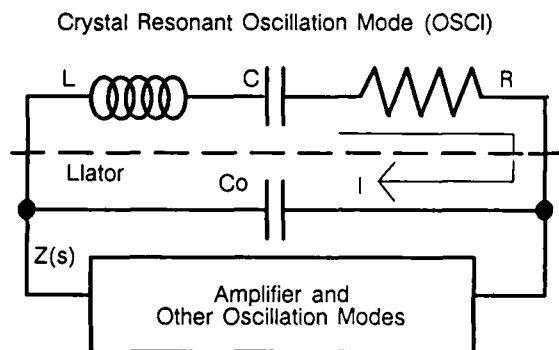 Crystal Resonant Oscillation Mode (OSCI)
L C R
Llator
Co I
Z(s)
Amplifier and
Other Oscillation Modes